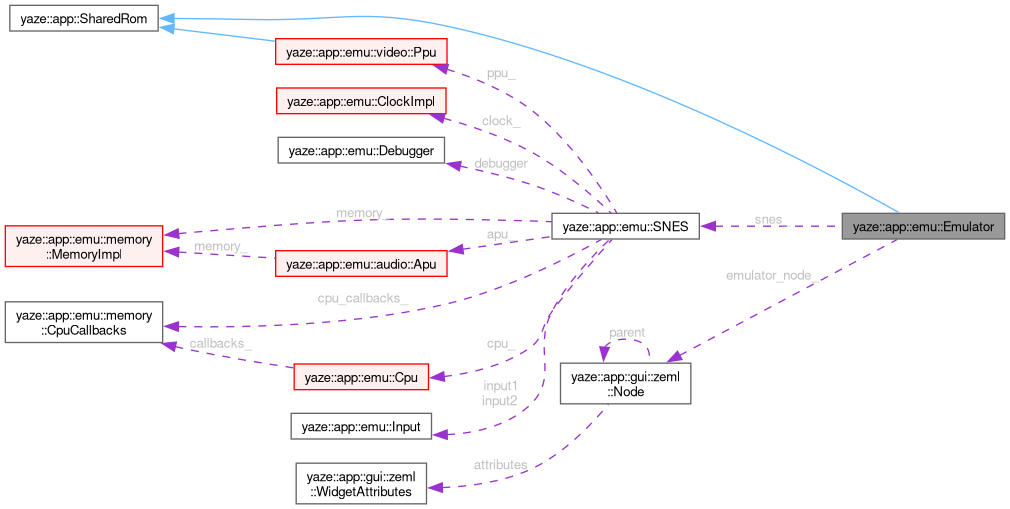 yaze::app::SharedRom
yaze::app::emu::video::Ppu
ppu_
yaze::app::emu::ClockImpl
clock_
yaze::app::emu::Debugger
debugger
memory_
yaze::app::emu::SNES
snes_
yaze::app::emu::Emulator
yaze::app::emu::memory
::MemoryImpl
memory_
apu_
yaze::app::emu::audio::Apu
emulator_node_
cpu_callbacks_
yaze::app::emu::memory
::CpuCallbacks
callbacks_
cpu_
parent
yaze::app::emu::Cpu
yaze::app::gui::zeml
::Node
input1
input2
yaze::app::emu::Input
attributes
yaze::app::gui::zeml
::WidgetAttributes